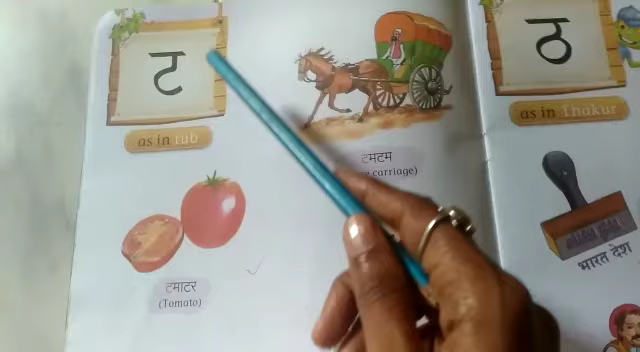 ट
as in tub
टमाटर
(Tomato)
टमटम
carriage)
ठ
as in Thakur
भारत देश